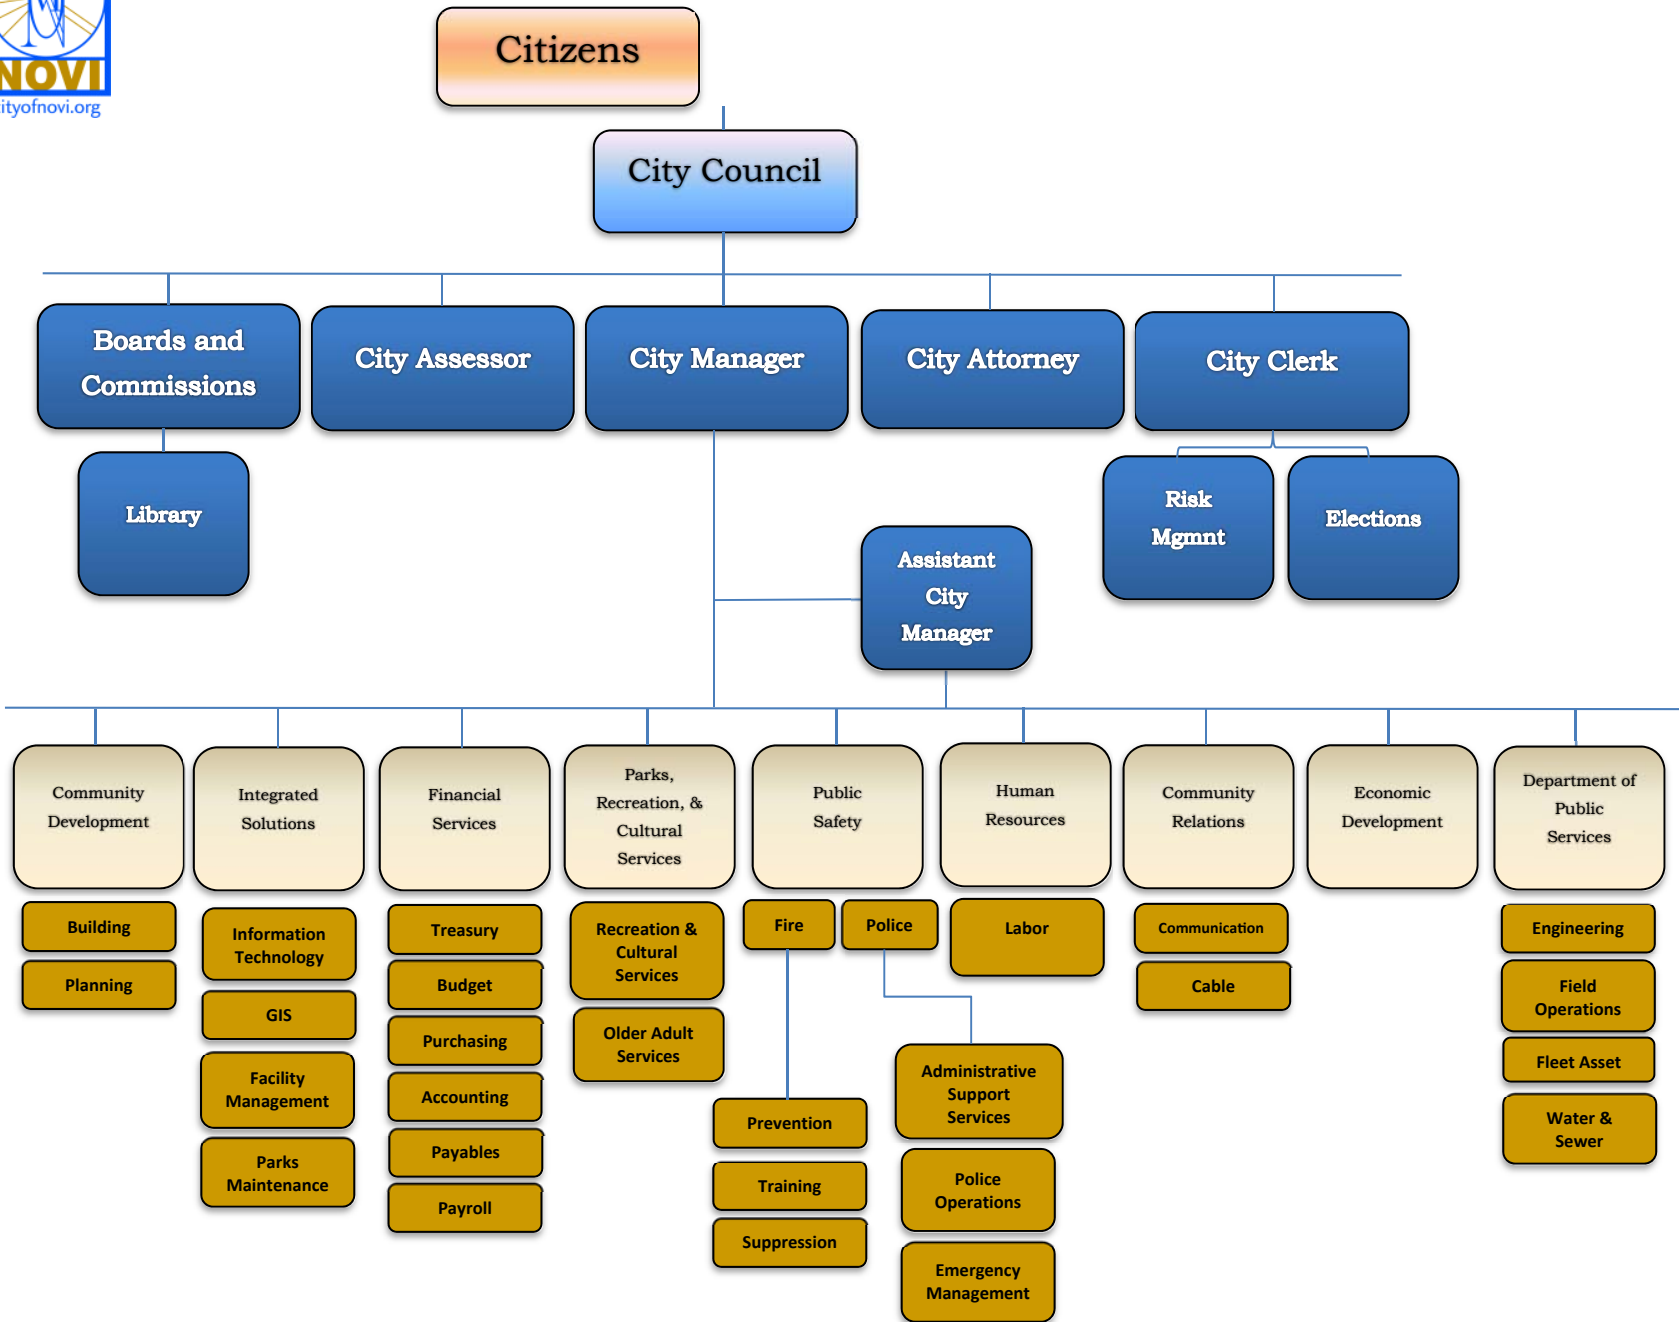 NOVI
cityofnovi.org
Citizens
City Council
Boards and
Commissions
City Assessor
City Manager
City Attorney
City Clerk
Library
Risk
Mgmnt
Elections
Assistant
City
Manager
Community
Development
Integrated
Solutions
Financial
Services
Parks,
Recreation, &
Cultural
Services
Public
Safety
Human
Resources
Community
Relations
Economic
Development
Department of
Public
Services
Building
Planning
Information
Technology
GIS
Facility
Management
Parks
Maintenance
Treasury
Budget
Purchasing
Accounting
Payables
Payroll
Recreation &
Cultural
Services
Older Adult
Services
Fire
Police
Prevention
Training
Suppression
Administrative
Support
Services
Police
Operations
Emergency
Management
Labor
Communication
Cable
Engineering
Field
Operations
Fleet Asset
Water &
Sewer